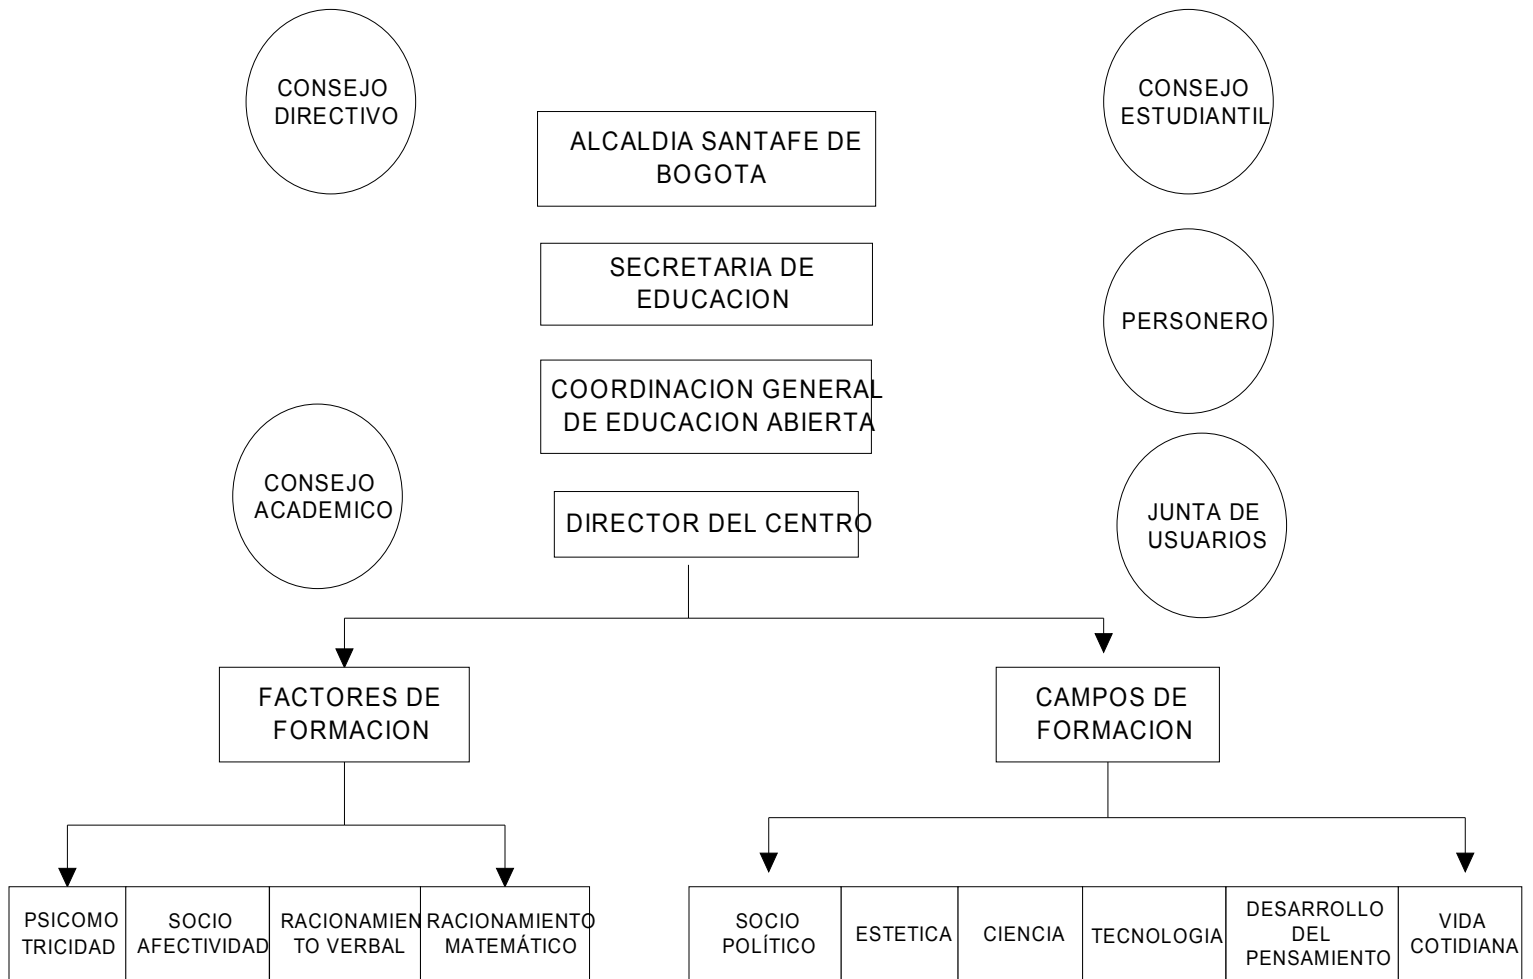 CONSEJO
DIRECTIVO
CONSEJO
ESTUDIANTIL
ALCALDIA SANTAFE DE
BOGOTA
SECRETARIA DE
EDUCACION
PERSONERO
COORDINACION GENERAL
DE EDUCACION ABIERTA
CONSEJO
ACADEMICO
DIRECTOR DEL CENTRO
JUNTA DE
USUARIOS
FACTORES DE
FORMACION
CAMPOS DE
FORMACION
PSICOMO
TRICIDAD
SOCIO
AFECTIVIDAD
RACIONAMIEN
TO VERBAL
RACIONAMIENTO
MATEMÁTICO
SOCIO
POLÍTICO
ESTETICA
CIENCIA
TECNOLOGIA
DESARROLLO
DEL
PENSAMIENTO
VIDA
COTIDIANA